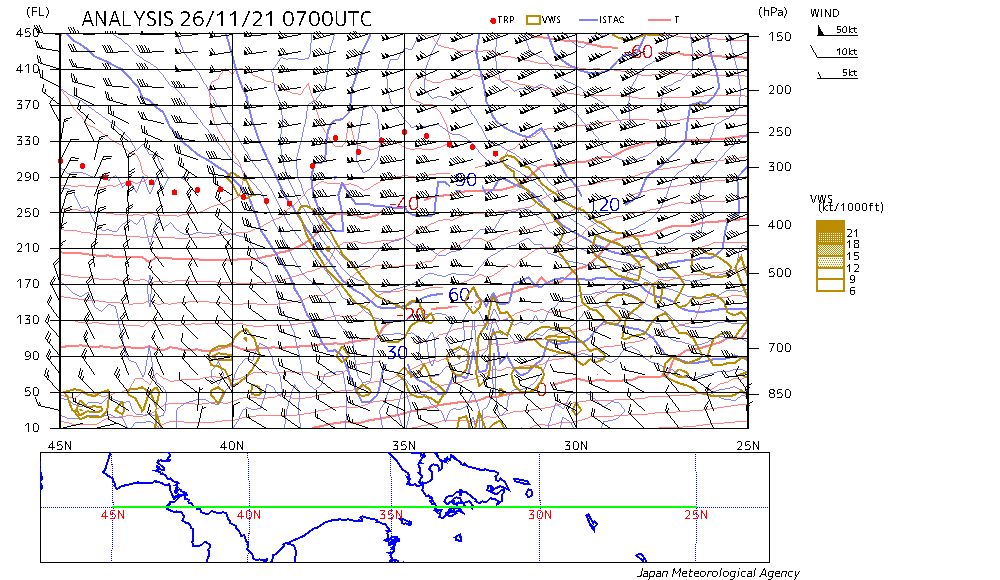 (FL) ANALYSIS 26/11/21 0700UTC TRP VWS ISTAC T (hPa) WIND
450 -60 150 50kt
410 10kt
5kt
370 200
330 250
290 90 300
250 -40 120 VWS
(kt/1000ft)
210 400 21
18
15
170 500 12
60 9
-20 6
130
90 30 700
50 0 850
10
45N 40N 35N 30N 25N
45N 40N 35N 30N 25N
Japan Meteorological Agency